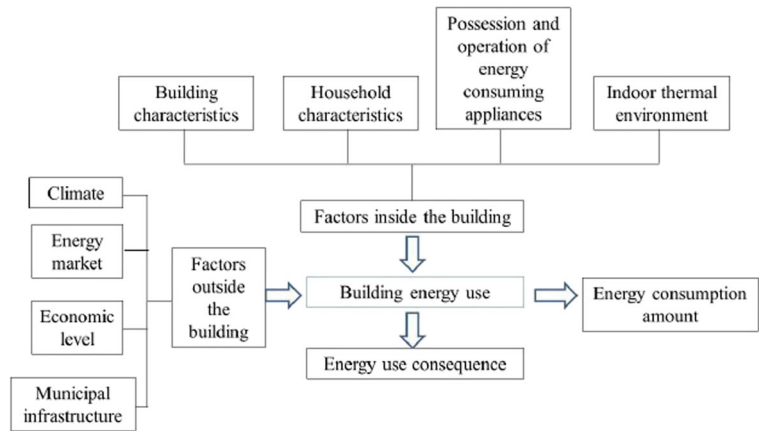 Building
characteristics
Household
characteristics
Possession and
operation of
energy
consuming
appliances
Indoor thermal
environment
Climate
Energy
market
Economic
level
Municipal
infrastructure
Factors
outside
the
building
Factors inside the building
Building energy use
Energy use consequence
Energy consumption
amount